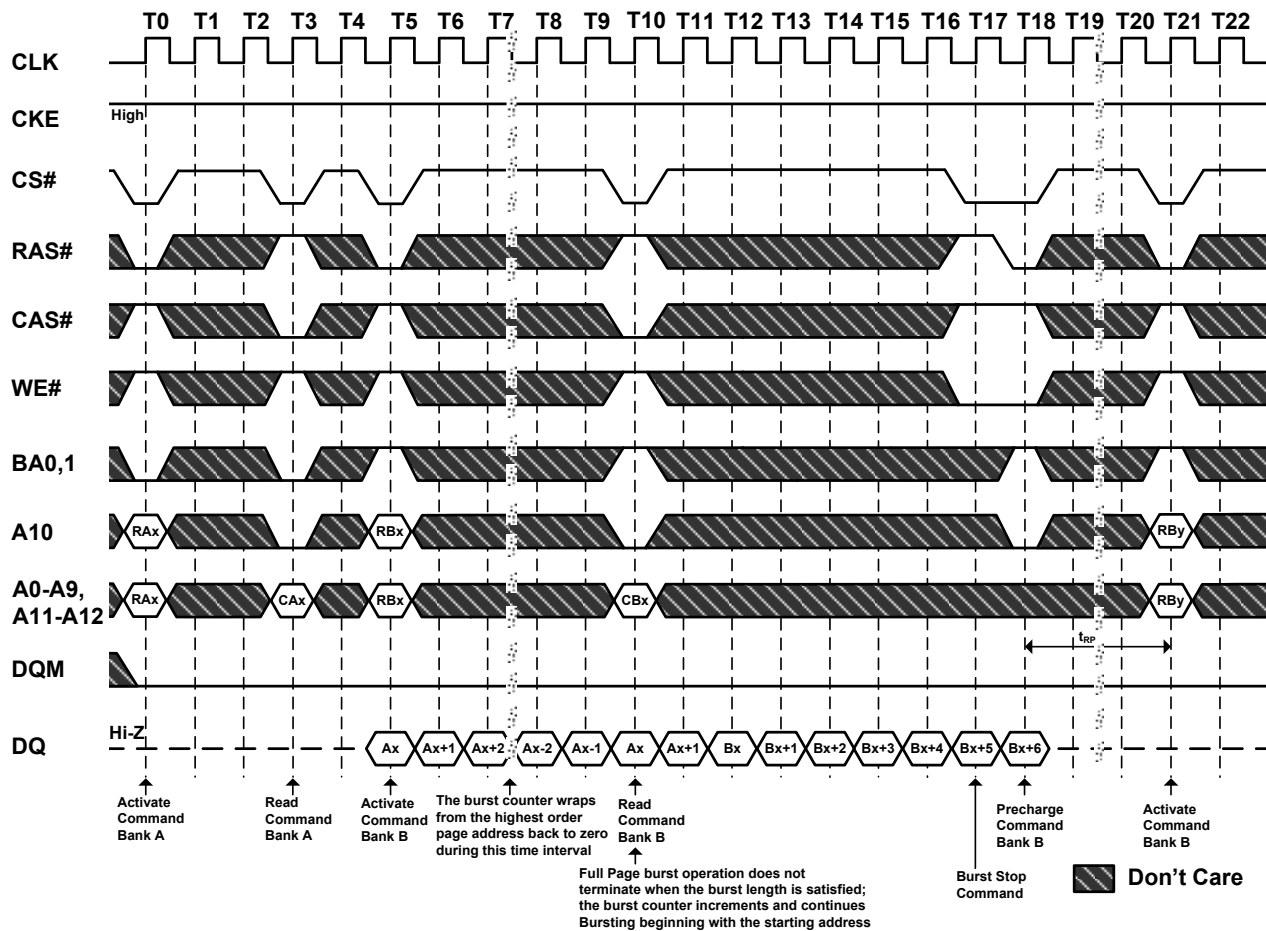 T0 T1 T2 T3 T4 T5 T6 T7 T8 T9 T10 T11 T12 T13 T14 T15 T16 T17 T18 T19 T20 T21 T22
CLK
CKE High
CS#
RAS#
CAS#
WE#
BA0,1
A10 RAx RBx RBy
A0-A9,
A11-A12 RAx CAx RBx CBx RBy
tRP
DQM
Hi-Z
DQ Ax Ax+1 Ax+2 Ax-2 Ax-1 Ax Ax+1 Bx Bx+1 Bx+2 Bx+3 Bx+4 Bx+5 Bx+6
Activate
Command
Bank A
Read
Command
Bank A
Activate
Command
Bank B
The burst counter wraps
from the highest order
page address back to zero
during this time interval
Read
Command
Bank B
Full Page burst operation does not
terminate when the burst length is satisfied;
the burst counter increments and continues
Bursting beginning with the starting address
Burst Stop
Command
Precharge
Command
Bank B
Activate
Command
Bank B
Don't Care